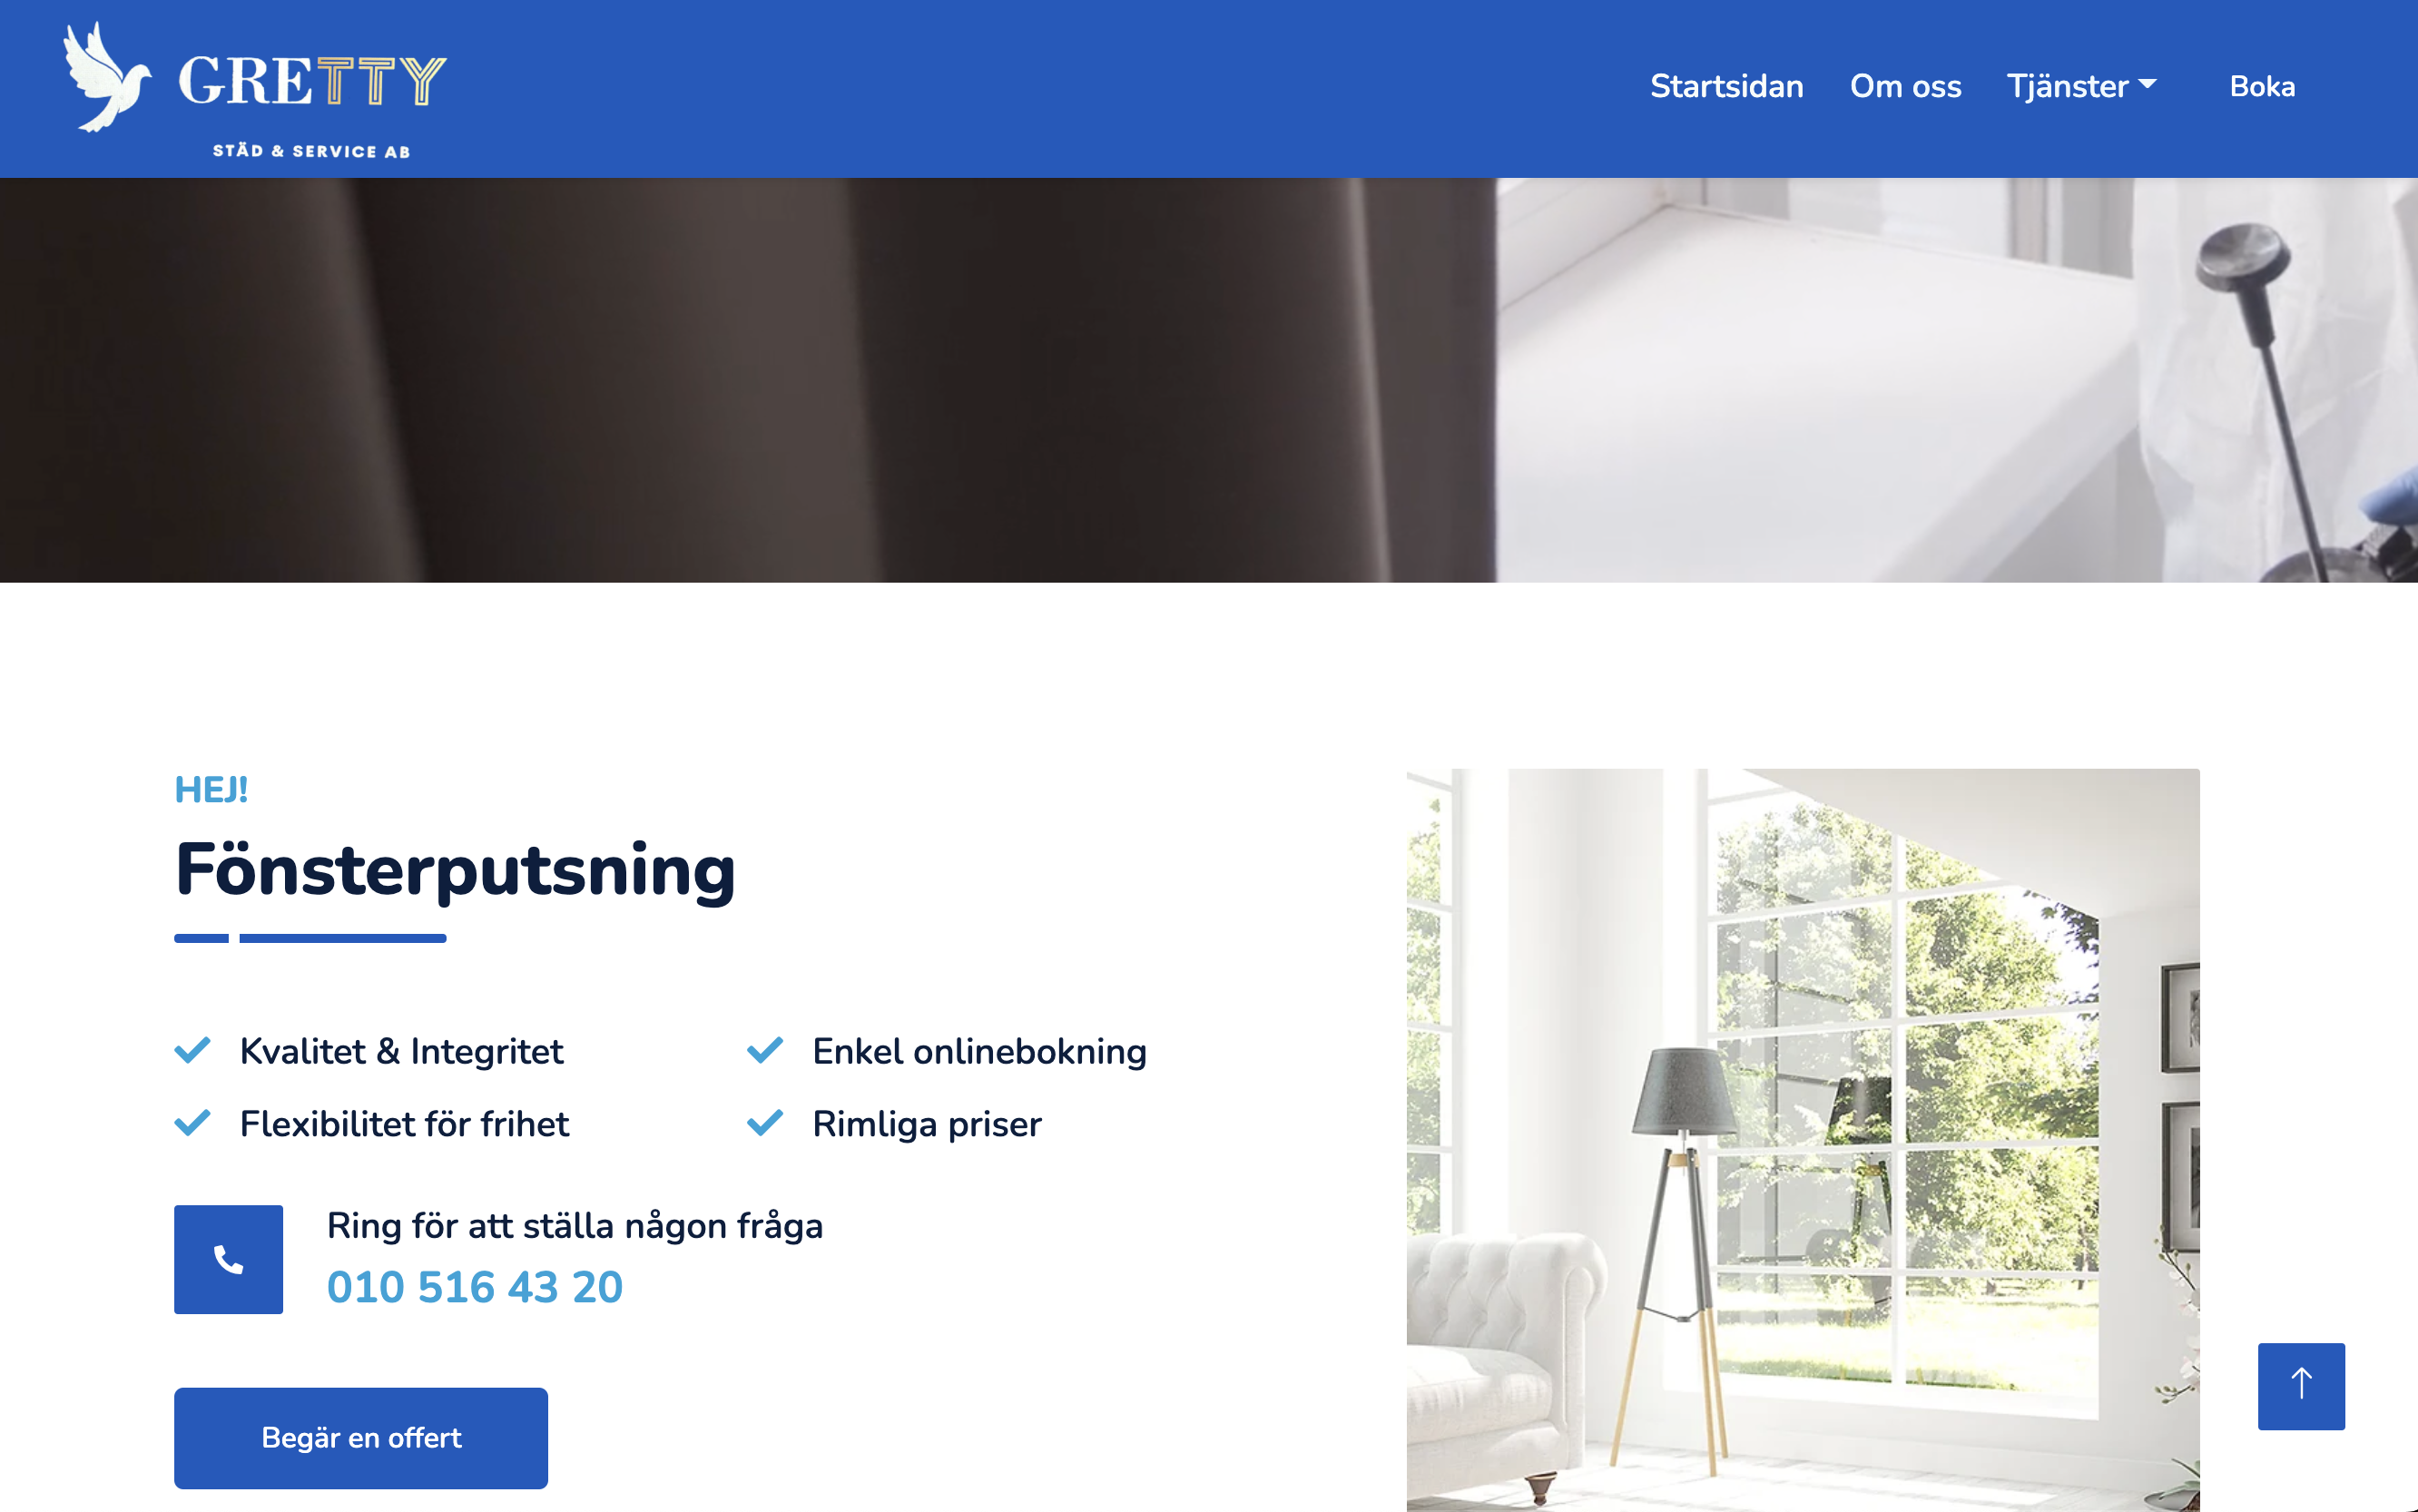 GRETTY
STÄD & SERVICE AB
Startsidan
Om oss
Tjänster
Boka
HEJ!
Fönsterputsning
Kvalitet & Integritet
Enkel onlinebokning
Flexibilitet för frihet
Rimliga priser
Ring för att ställa någon fråga
010 516 43 20
Begär en offert